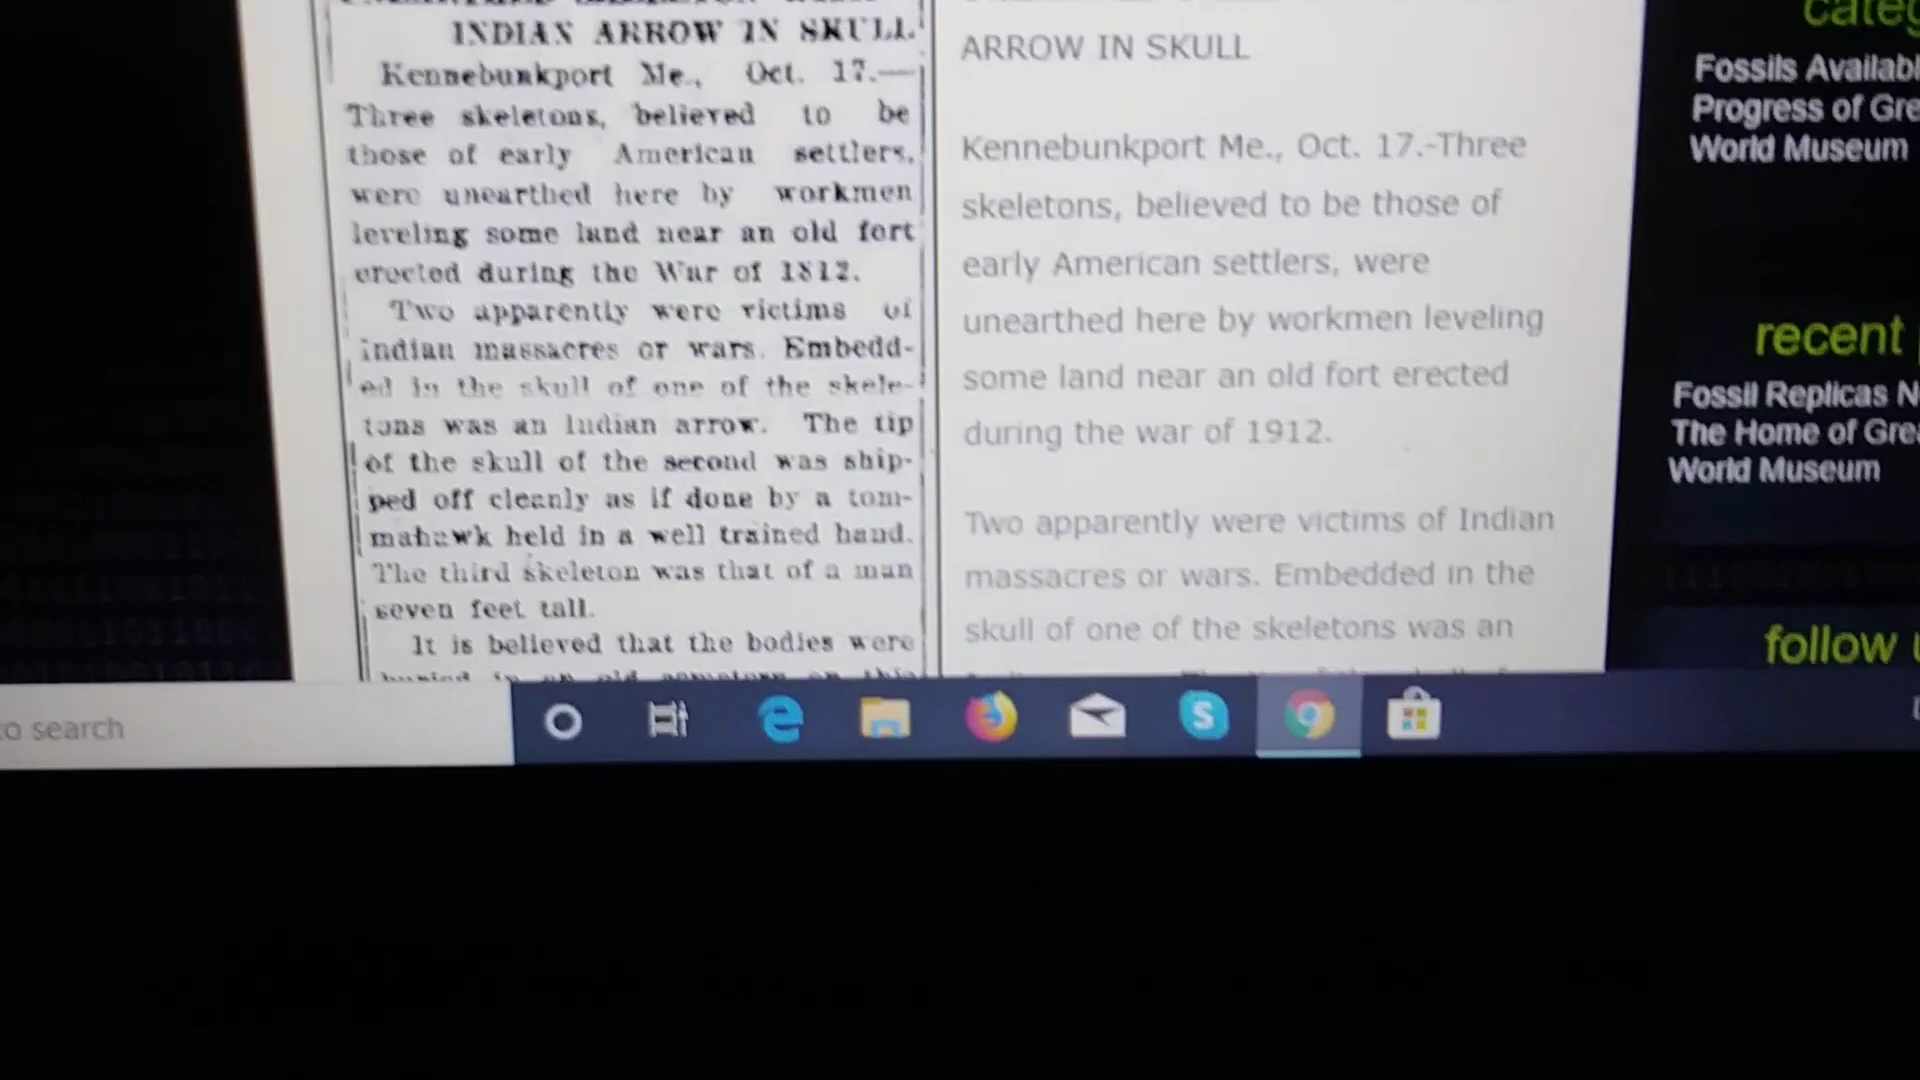 INDIAN ARROW IN SKULL
Kennebunkport Me., Oct. 17.—
Three skeletons, believed to be
those of early American settlers,
were unearthed here by workmen
leveling some land near an old fort
erected during the War of 1812.
Two apparently were victims of
indian massacres or wars. Embedd-
ed in the skull of one of the skele-
tons was an Indian arrow. The tip
of the skull of the second was ship-
ped off cleanly as if done by a tom-
mahawk held in a well trained hand.
The third skeleton was that of a man
seven feet tall.
It is believed that the bodies were
ARROW IN SKULL
Kennebunkport Me., Oct. 17.-Three
skeletons, believed to be those of
early American settlers, were
unearthed here by workmen leveling
some land near an old fort erected
during the war of 1912.
Two apparently were victims of Indian
massacres or wars. Embedded in the
skull of one of the skeletons was an
categ
Fossils Availabl
Progress of Gre
World Museum
recent
Fossil Replicas N
The Home of Grea
World Museum
follow u
to search